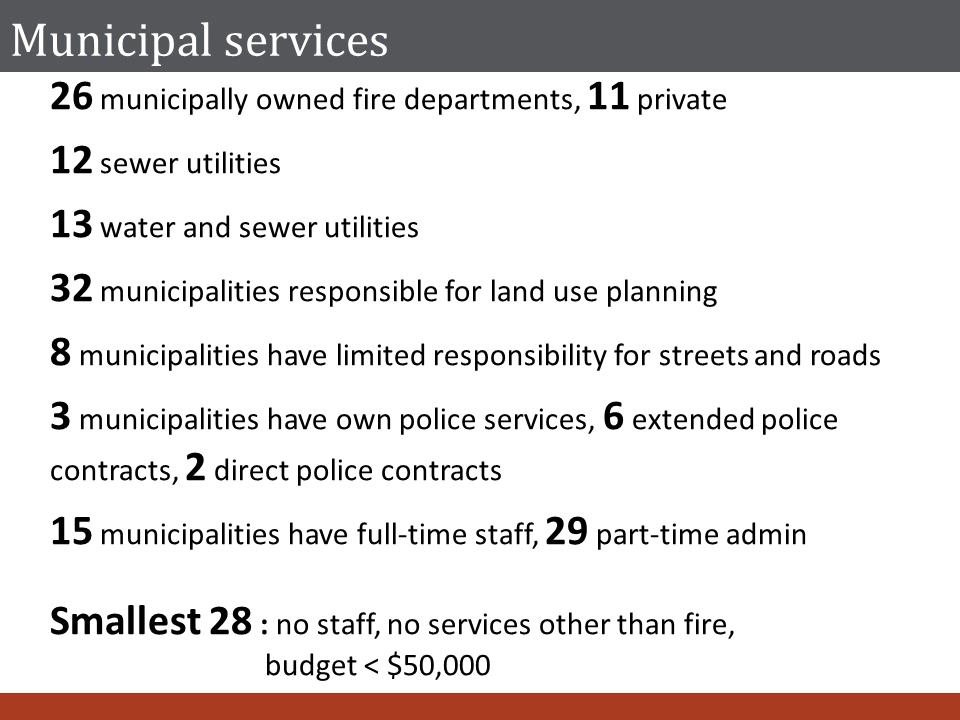 Municipal services
26 municipally owned fire departments, 11 private
12 sewer utilities
13 water and sewer utilities
32 municipalities responsible for land use planning
8 municipalities have limited responsibility for streets and roads
3 municipalities have own police services, 6 extended police
contracts, 2 direct police contracts
15 municipalities have full-time staff, 29 part-time admin
Smallest 28 : no staff, no services other than fire,
budget < $50,000